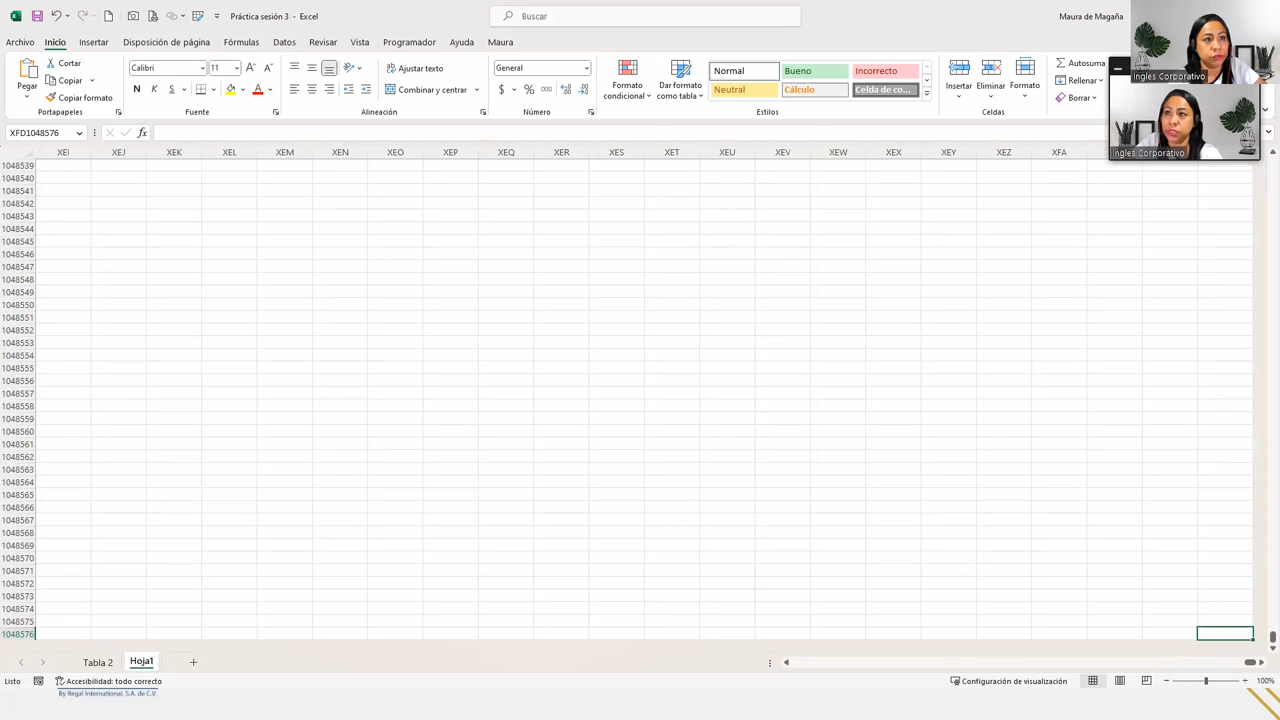 Práctica sesión 3 - Excel
Buscar
Maura de Magaña
Archivo Inicio Insertar Disposición de página Fórmulas Datos Revisar Vista Programador Ayuda Maura
Pegar
Cortar
Copiar
Copiar formato
Portapapeles
Calibri 11
N K S
Fuente
Ajustar texto
Combinar y centrar
Alineación
General
$ % 000
Número
Formato condicional
Dar formato como tabla
Normal Bueno Incorrecto
Neutral Cálculo Celda de co...
Estilos
Insertar Eliminar Formato
Celdas
Autosuma
Rellenar
Borrar
Ingles Corporativo
Ingles Corporativo
XFD1048576
fx
XEI XEJ XEK XEL XEM XEN XEO XEQ XER XES XET XEU XEV XEW XEX XEY XEZ XFA
1048539
1048540
1048541
1048542
1048543
1048544
1048545
1048546
1048547
1048548
1048549
1048550
1048551
1048552
1048553
1048554
1048555
1048556
1048557
1048558
1048559
1048560
1048561
1048562
1048563
1048564
1048565
1048566
1048567
1048568
1048569
1048570
1048571
1048572
1048573
1048574
1048575
1048576
Tabla 2 Hoja1
Listo Accesibilidad: todo correcto Configuración de visualización 100%
By Regal International, S.A. de C.V.